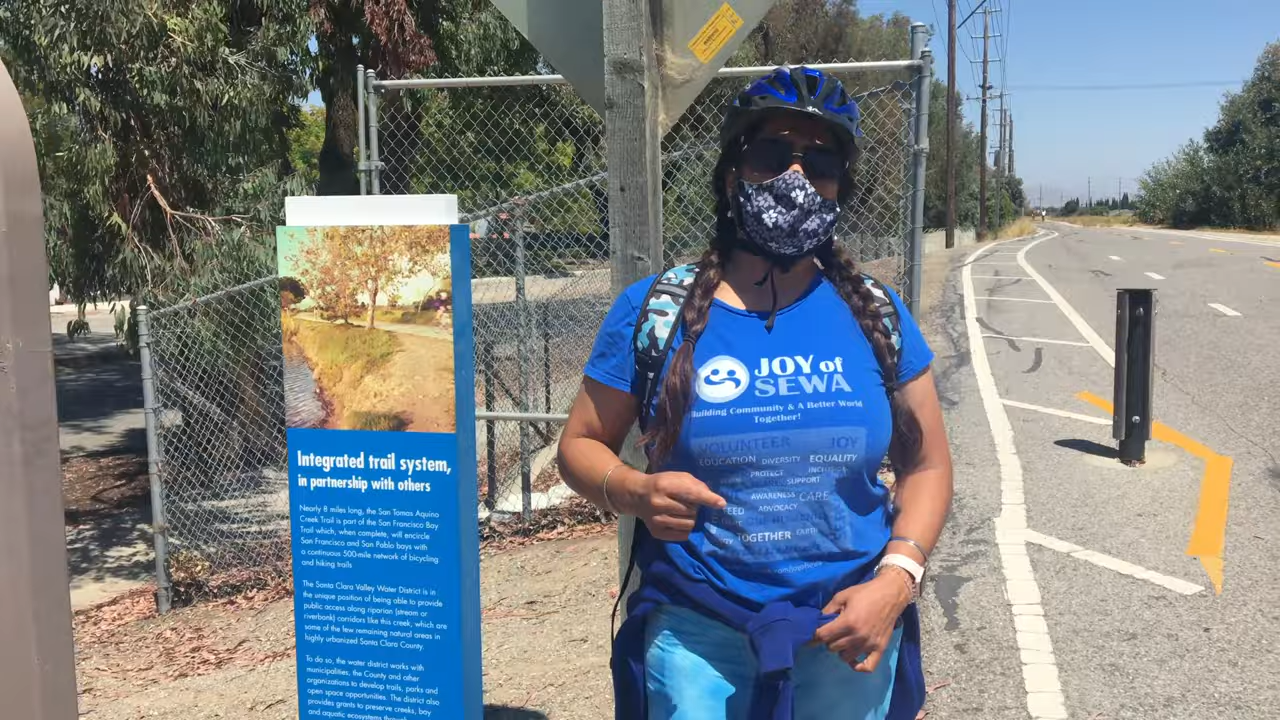 Integrated trail system,
in partnership with others
Nearly 8 miles long, the San Tomas Aquino
Creek Trail is part of the San Francisco Bay
Trail which, when complete, will encircle
San Francisco and San Pablo bays with
a continuous 500-mile network of bicycling
and hiking trails
The Santa Clara Valley Water District is in
the unique position of being able to provide
public access along riparian (stream or
riverbank) corridors like this creek, which are
some of the few remaining natural areas in
highly urbanized Santa Clara County.
To do so, the water district works with
municipalities, the County and other
organizations to develop trails, parks and
open space opportunities. The district also
provides grants to preserve creeks, bay
and aquatic ecosystems through
JOY of
SEWA
Building Community & A Better World
Together!
VOLUNTEER JOY
EDUCATION DIVERSITY EQUALITY
PROTECT
SUPPORT
AWARENESS CARE
ADVOCACY
TOGETHER EARTH